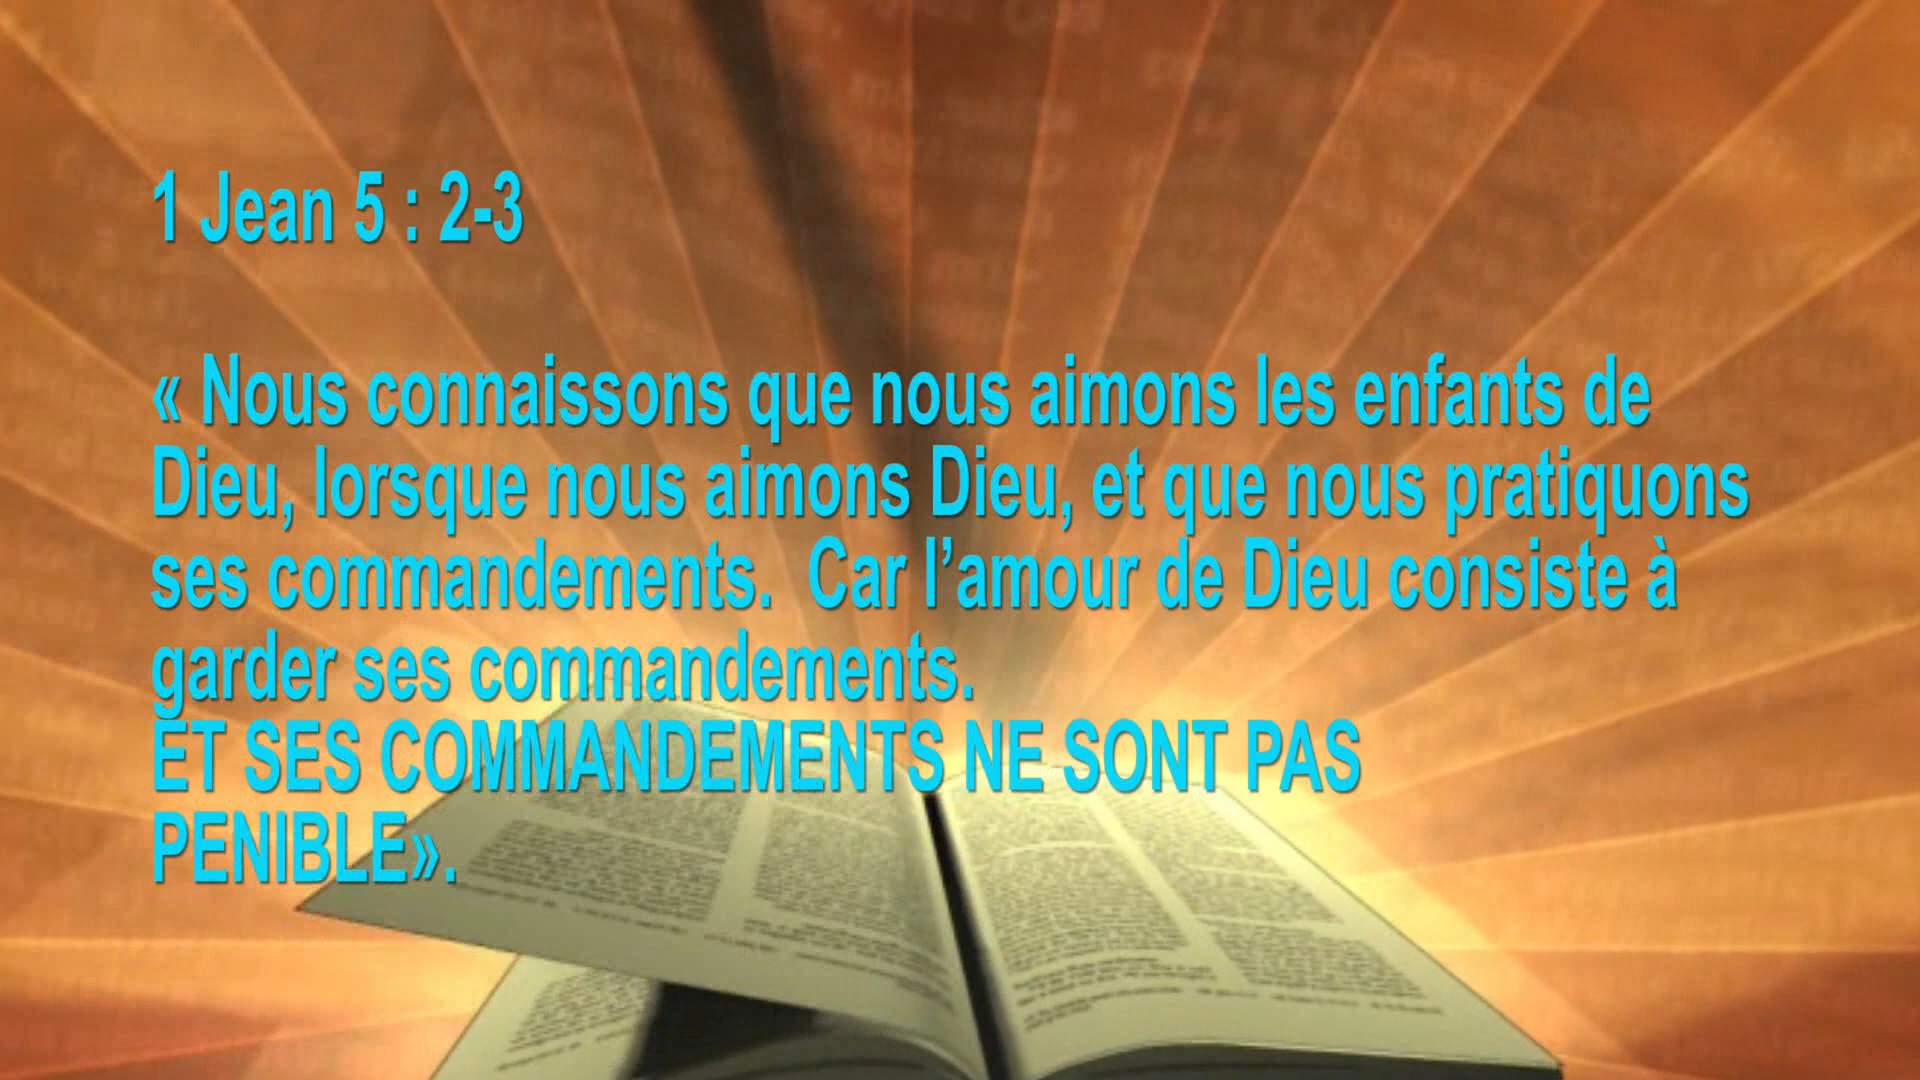 1 Jean 5 : 2-3
« Nous connaissons que nous aimons les enfants de
Dieu, lorsque nous aimons Dieu, et que nous pratiquons
ses commandements.  Car l’amour de Dieu consiste à
garder ses commandements.
ET SES COMMANDEMENTS NE SONT PAS
PENIBLE».